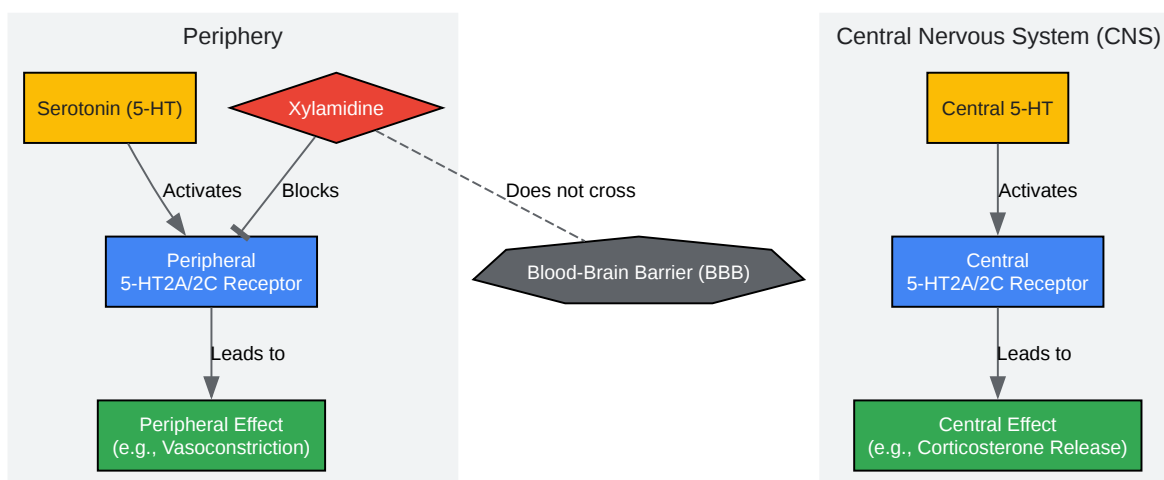 Periphery
Central Nervous System (CNS)
Serotonin (5-HT)
Xylamidine
Central 5-HT
Activates
Blocks
Does not cross
Activates
Peripheral
5-HT2A/2C Receptor
Blood-Brain Barrier (BBB)
Central
5-HT2A/2C Receptor
Leads to
Leads to
Peripheral Effect
(e.g., Vasoconstriction)
Central Effect
(e.g., Corticosterone Release)